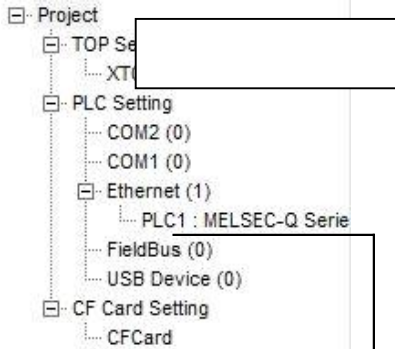 Project
TOP Se
XT
PLC Setting
COM2 (0)
COM1 (0)
Ethernet (1)
PLC1 : MELSEC-Q Serie
FieldBus (0)
USB Device (0)
CF Card Setting
CFCard